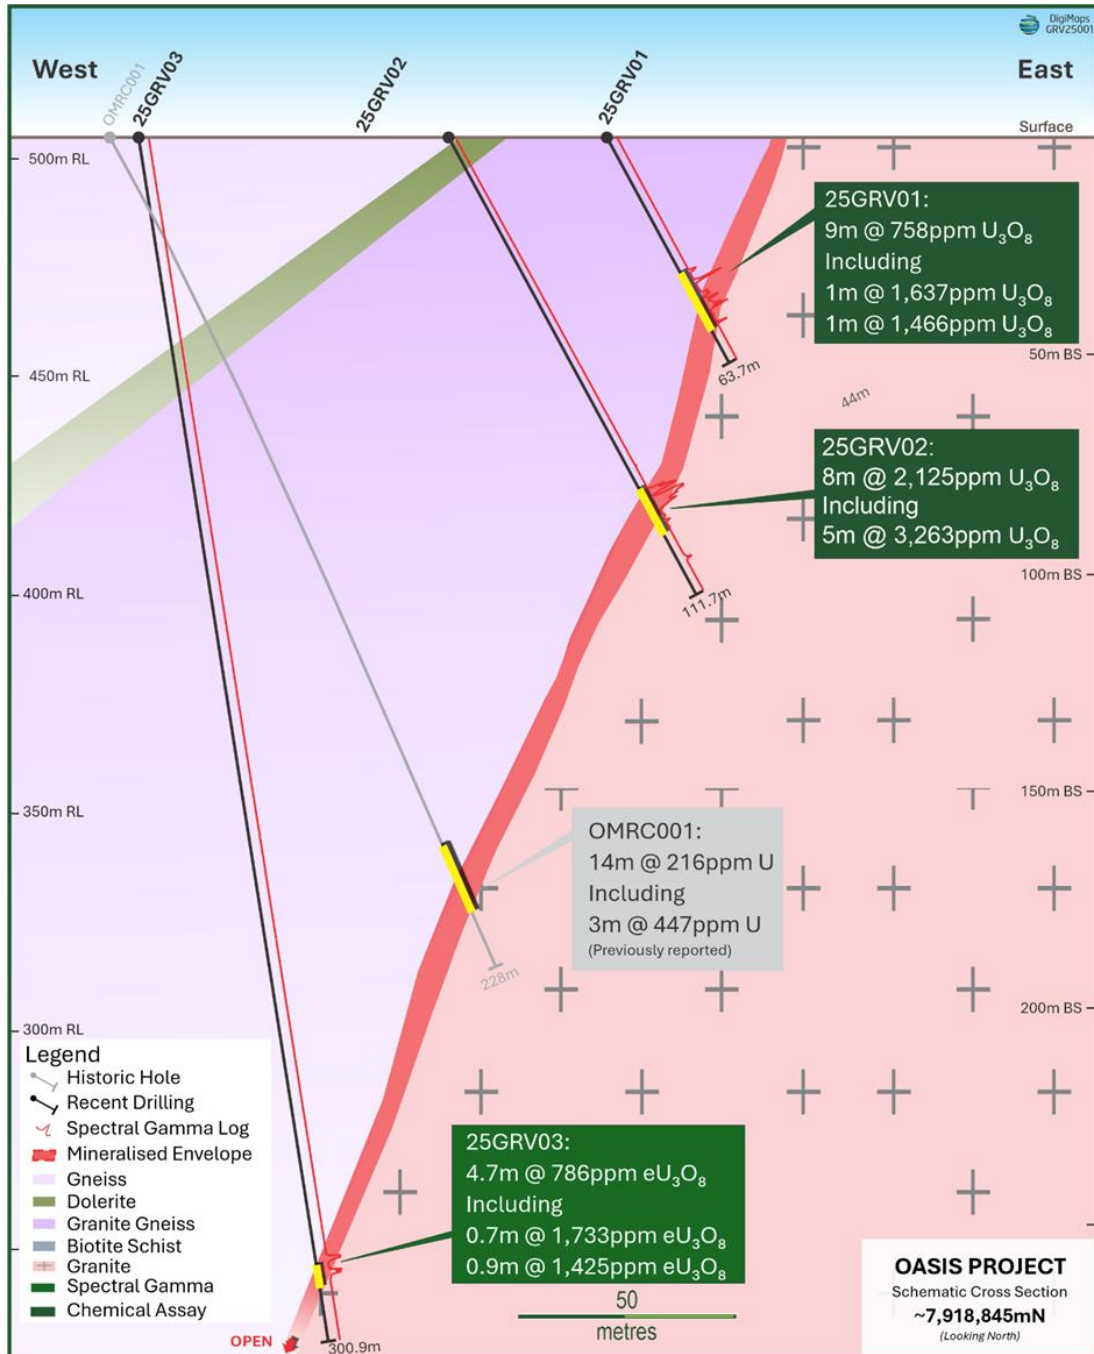 DigiMaps
GRV25001
West
East
OMRC001
25GRV03
25GRV02
25GRV01
Surface
500m RL
25GRV01:
9m @ 758ppm U₃O₈
Including
1m @ 1,637ppm U₃O₈
1m @ 1,466ppm U₃O₈
50m BS
63.7m
450m RL
44m
25GRV02:
8m @ 2,125ppm U₃O₈
Including
5m @ 3,263ppm U₃O₈
100m BS
400m RL
111.7m
150m BS
350m RL
OMRC001:
14m @ 216ppm U
Including
3m @ 447ppm U
(Previously reported)
228m
200m BS
300m RL
Legend
Historic Hole
Recent Drilling
Spectral Gamma Log
Mineralised Envelope
Gneiss
Dolerite
Granite Gneiss
Biotite Schist
Granite
Spectral Gamma
Chemical Assay
25GRV03:
4.7m @ 786ppm eU₃O₈
Including
0.7m @ 1,733ppm eU₃O₈
0.9m @ 1,425ppm eU₃O₈
OPEN
300.9m
50
metres
OASIS PROJECT
Schematic Cross Section
~7,918,845mN
(Looking North)